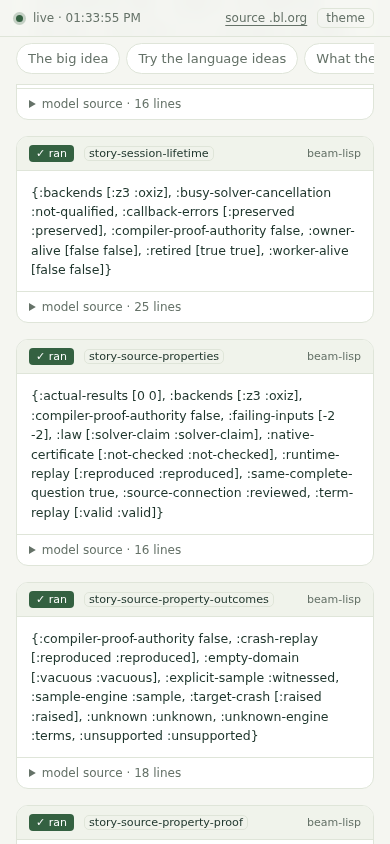 live · 01:33:55 PM
source .bl.org
theme
The big idea
Try the language ideas
What the
model source · 16 lines
✓ ran
story-session-lifetime
beam-lisp
{:backends [:z3 :oxiz], :busy-solver-cancellation
:not-qualified, :callback-errors [:preserved
:preserved], :compiler-proof-authority false, :owner-
alive [false false], :retired [true true], :worker-alive
[false false]}
model source · 25 lines
✓ ran
story-source-properties
beam-lisp
{:actual-results [0 0], :backends [:z3 :oxiz],
:compiler-proof-authority false, :failing-inputs [-2
-2], :law [:solver-claim :solver-claim], :native-
certificate [:not-checked :not-checked], :runtime-
replay [:reproduced :reproduced], :same-complete-
question true, :source-connection :reviewed, :term-
replay [:valid :valid]}
model source · 16 lines
✓ ran
story-source-property-outcomes
beam-lisp
{:compiler-proof-authority false, :crash-replay
[:reproduced :reproduced], :empty-domain
[:vacuous :vacuous], :explicit-sample :witnessed,
:sample-engine :sample, :target-crash [:raised
:raised], :unknown :unknown, :unknown-engine
:terms, :unsupported :unsupported}
model source · 18 lines
✓ ran
story-source-property-proof
beam-lisp